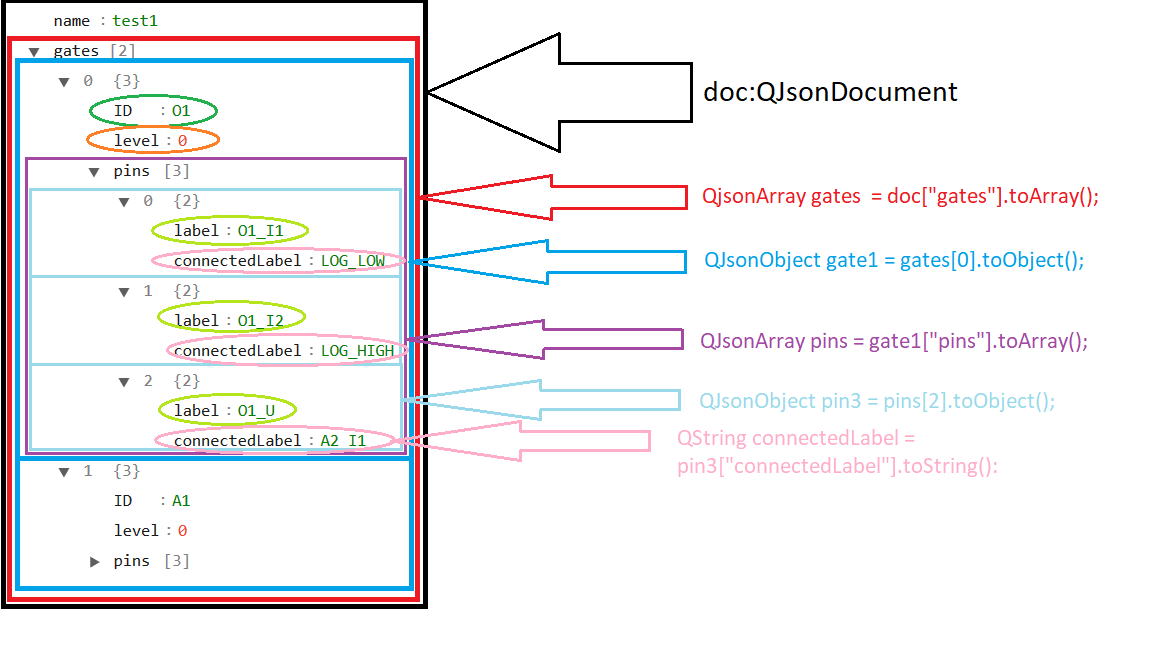 name : test1
▼ gates [2]
▼ 0 {3}
ID : O1
level : 0
▼ pins [3]
▼ 0 {2}
label : O1_I1
connectedLabel : LOG_LOW
▼ 1 {2}
label : O1_I2
connectedLabel : LOG_HIGH
▼ 2 {2}
label : O1_U
connectedLabel : A2_I1
▼ 1 {3}
ID : A1
level : 0
▶ pins [3]
doc:QJsonDocument
QjsonArray gates = doc["gates"].toArray();
QJsonObject gate1 = gates[0].toObject();
QJsonArray pins = gate1["pins"].toArray();
QJsonObject pin3 = pins[2].toObject();
QString connectedLabel =
pin3["connectedLabel"].toString():